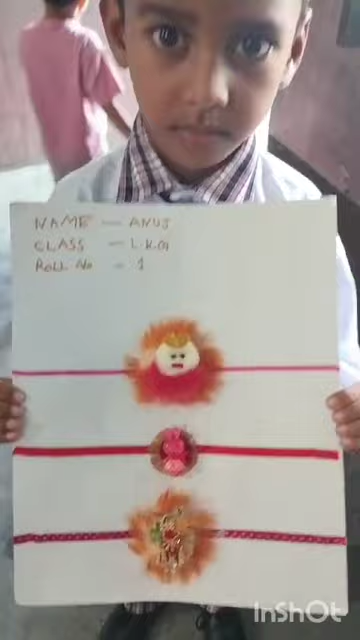 NAME — ANUJ
CLASS — L.K.G
ROLL No - 1
InShOt